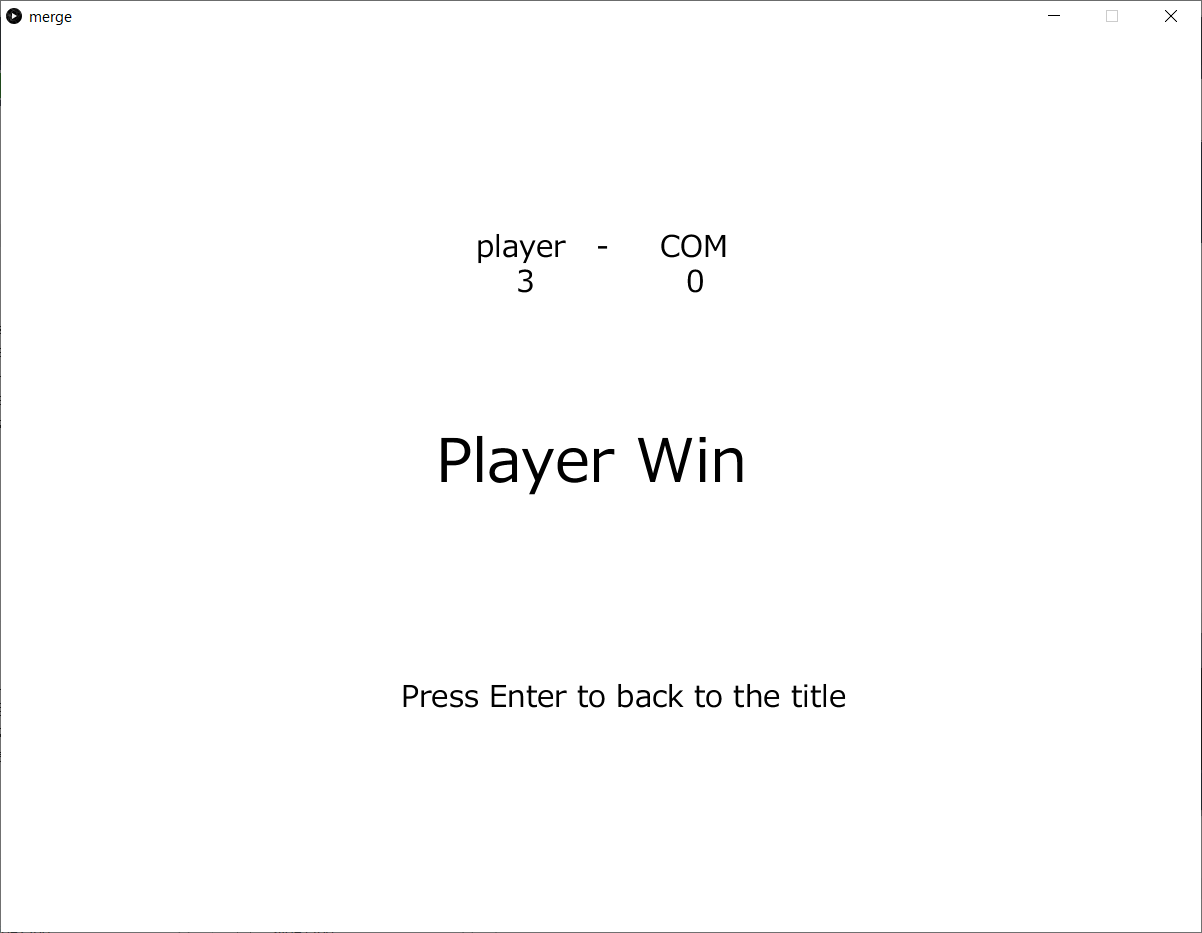 merge
player - COM
3 0
Player Win
Press Enter to back to the title